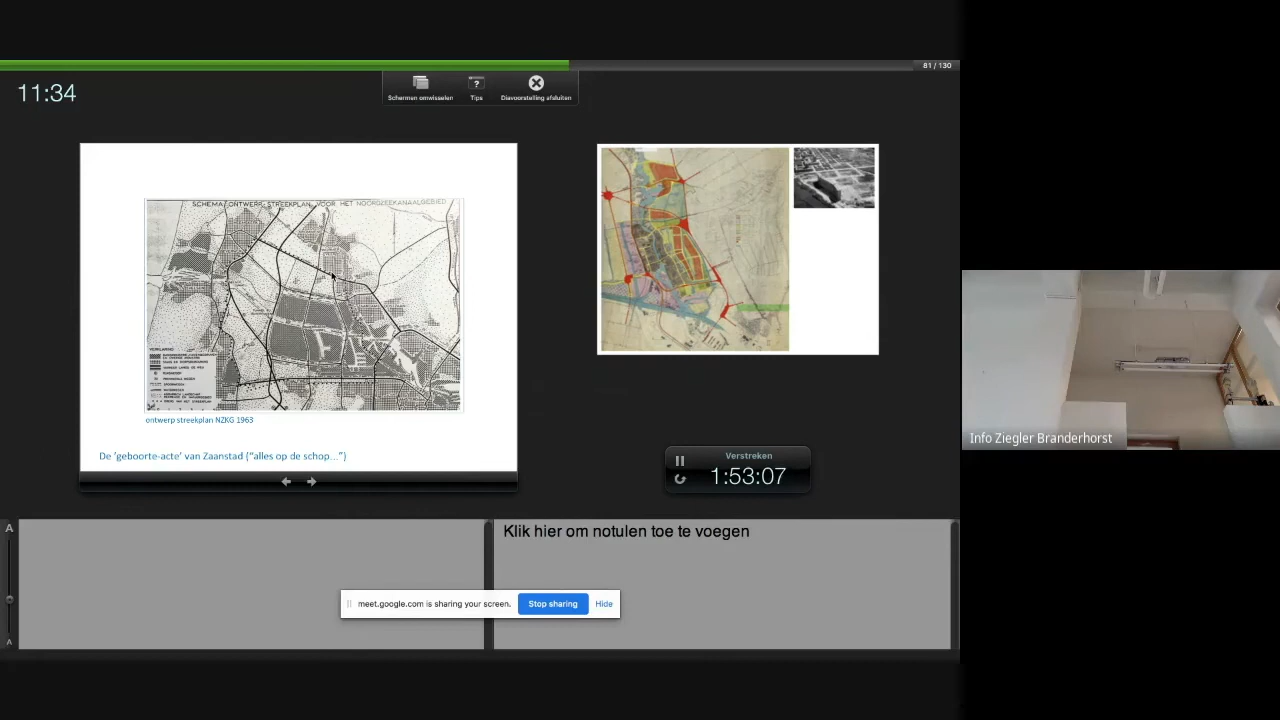 81 / 130
11:34
Schermen omwisselen
Tips
Diavoorstelling afsluiten
SCHEMA ONTWERP-STREEKPLAN VOOR HET NOORDZEEKANAALGEBIED
ontwerp streekplan NZKG 1963
De 'geboorte-acte' van Zaanstad ("alles op de schop...")
Verstreken
1:53:07
A
A
Klik hier om notulen toe te voegen
meet.google.com is sharing your screen.
Stop sharing
Hide
Info Ziegler Branderhorst